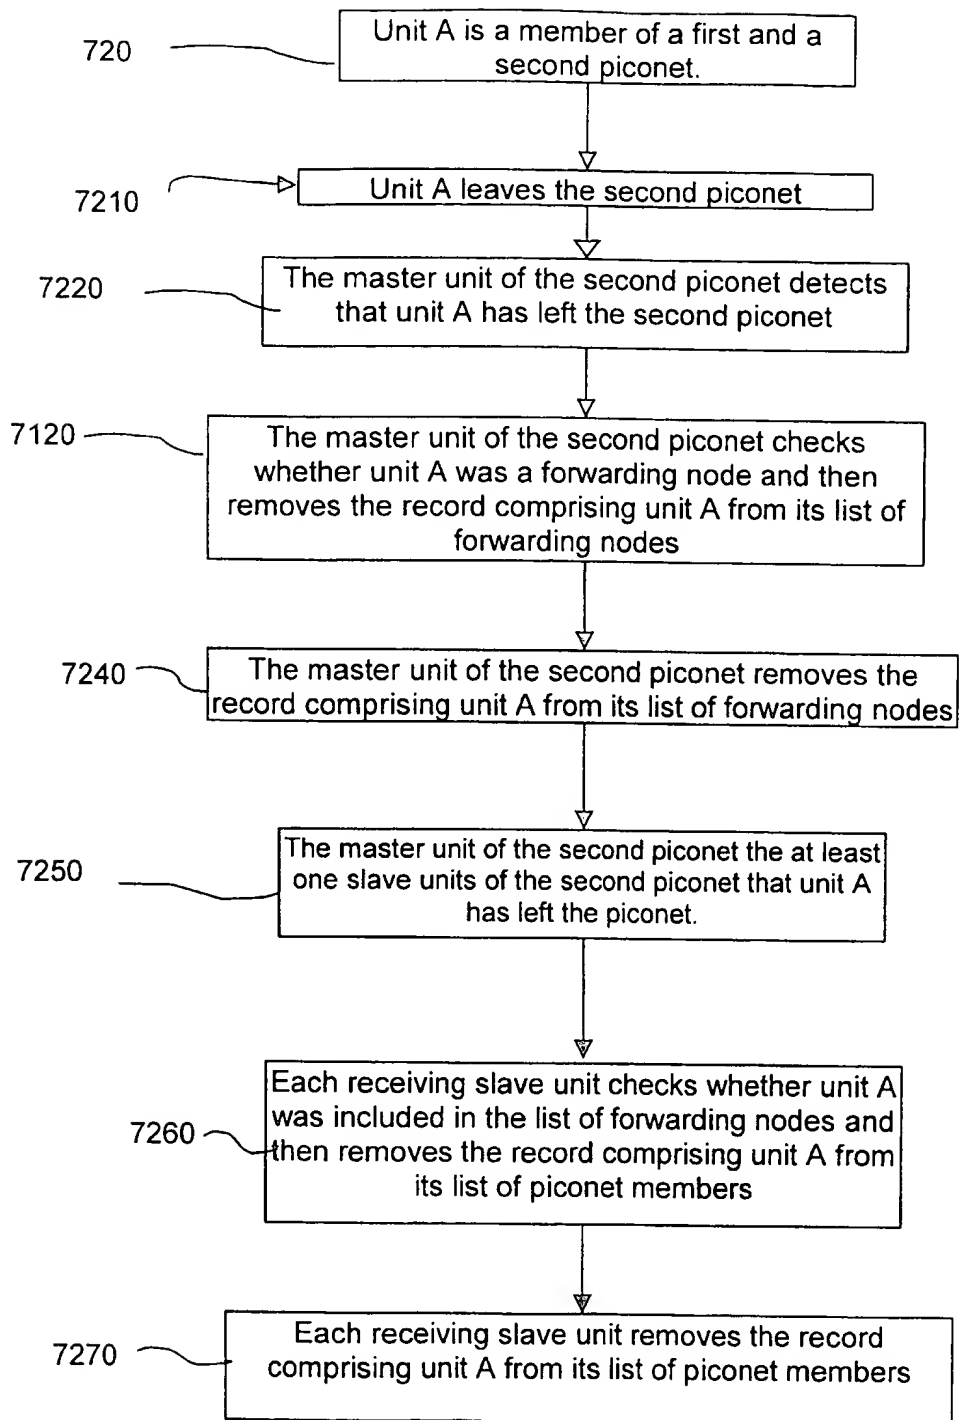 720
Unit A is a member of a first and a
second piconet.
7210
Unit A leaves the second piconet
7220
The master unit of the second piconet detects
that unit A has left the second piconet
7120
The master unit of the second piconet checks
whether unit A was a forwarding node and then
removes the record comprising unit A from its list of
forwarding nodes
7240
The master unit of the second piconet removes the
record comprising unit A from its list of forwarding nodes
7250
The master unit of the second piconet the at least
one slave units of the second piconet that unit A
has left the piconet.
7260
Each receiving slave unit checks whether unit A
was included in the list of forwarding nodes and
then removes the record comprising unit A from
its list of piconet members
7270
Each receiving slave unit removes the record
comprising unit A from its list of piconet members